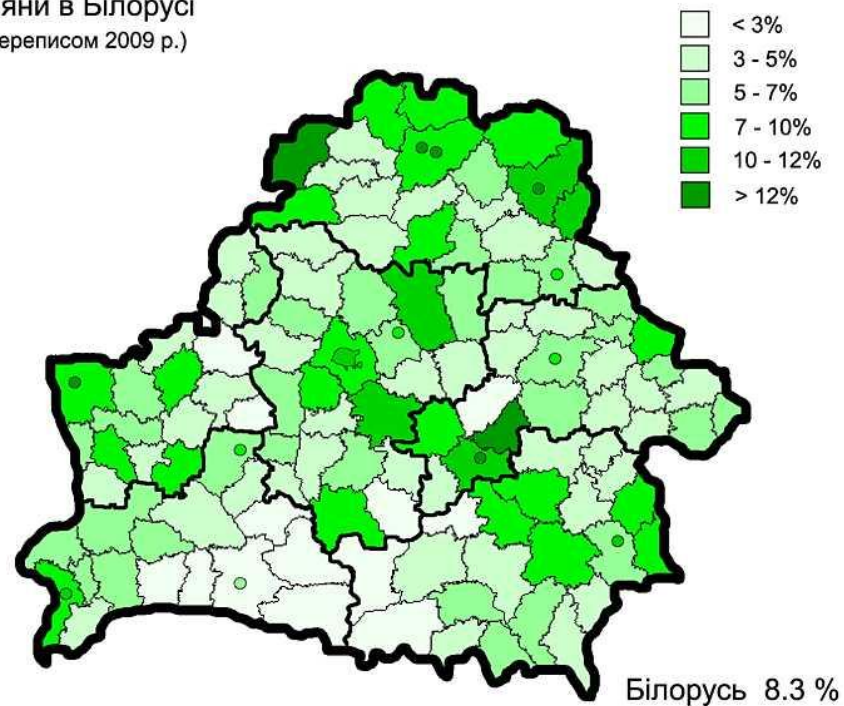 яни в Білорусі
ереписом 2009 р.)
< 3%
3 - 5%
5 - 7%
7 - 10%
10 - 12%
> 12%
Білорусь 8.3 %